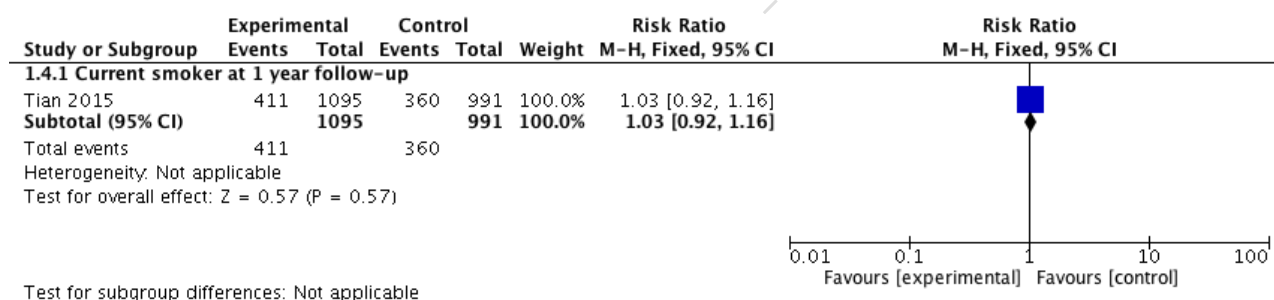 Experimental Control Risk Ratio Risk Ratio
Study or Subgroup Events Total Events Total Weight M-H, Fixed, 95% CI M-H, Fixed, 95% CI
1.4.1 Current smoker at 1 year follow-up
Tian 2015 411 1095 360 991 100.0% 1.03 [0.92, 1.16]
Subtotal (95% CI) 1095 991 100.0% 1.03 [0.92, 1.16]
Total events 411 360
Heterogeneity: Not applicable
Test for overall effect: Z = 0.57 (P = 0.57)
0.01 0.1 1 10 100
Favours [experimental] Favours [control]
Test for subgroup differences: Not applicable